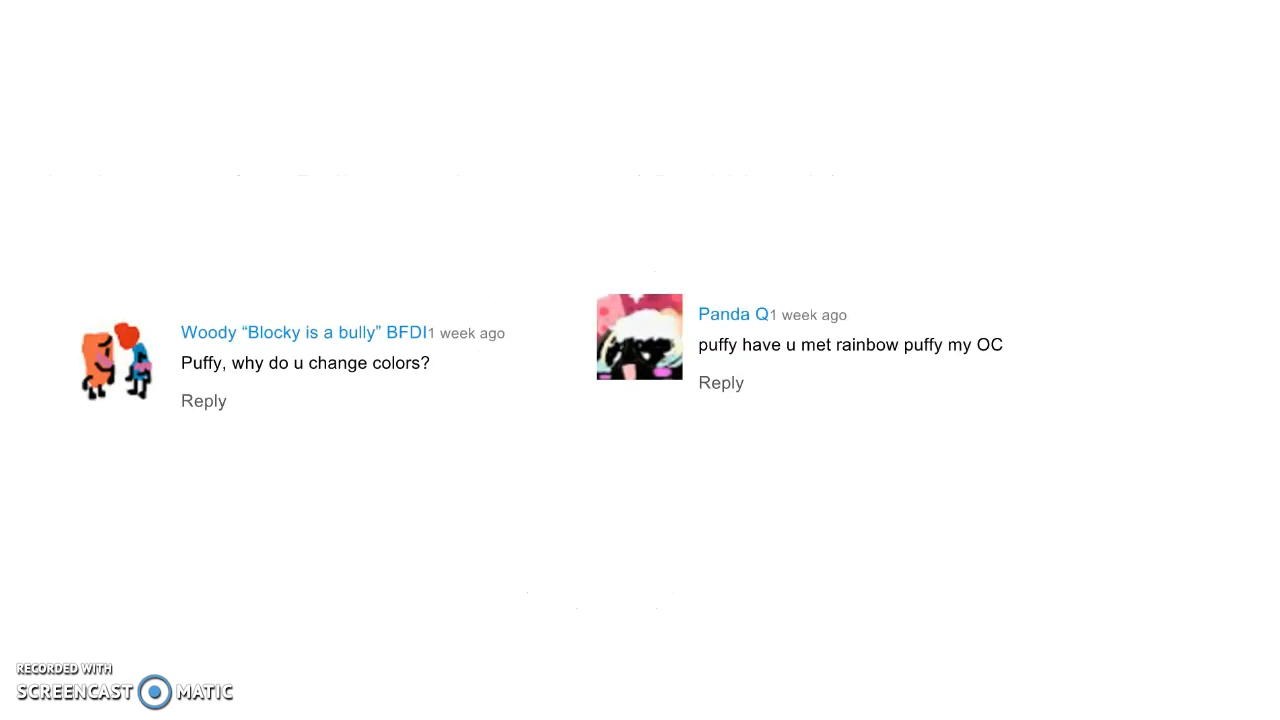 Woody “Blocky is a bully” BFDI1 week ago
Puffy, why do u change colors?
Reply
Panda Q1 week ago
puffy have u met rainbow puffy my OC
Reply
RECORDED WITH
SCREENCAST MATIC